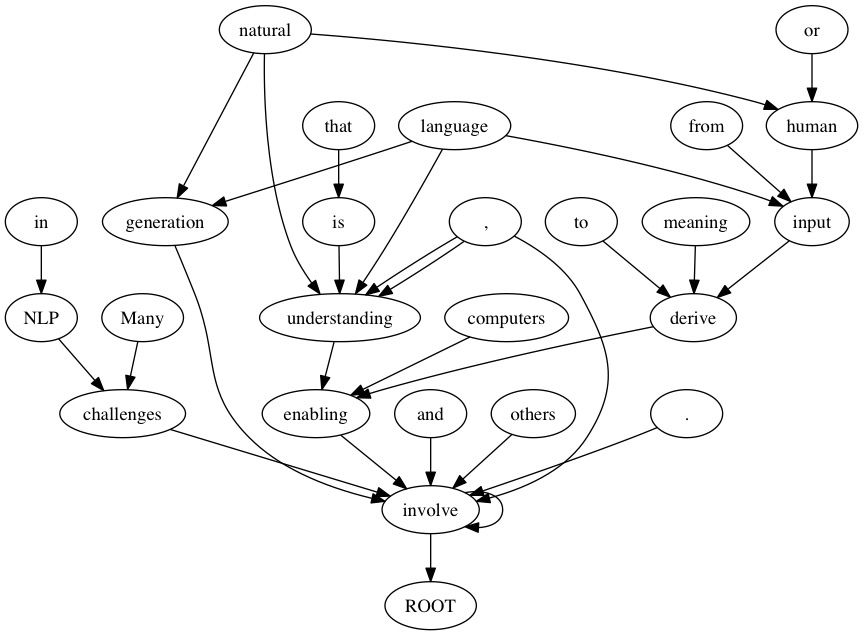 natural or
that language from human
in generation is , to meaning input
NLP Many understanding computers derive
challenges enabling and others .
involve
ROOT